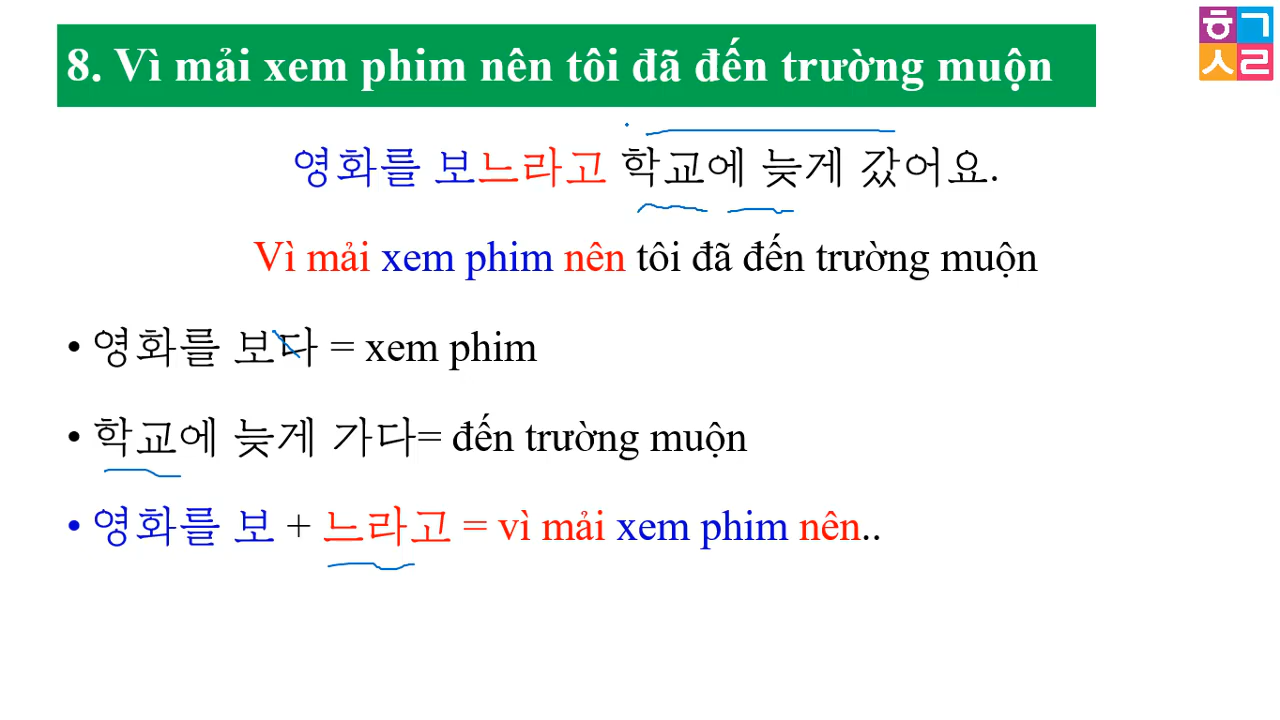 8. Vì mải xem phim nên tôi đã đến trường muộn
ㅎㄱ
ㅅㄹ
영화를 보느라고 학교에 늦게 갔어요.
Vì mải xem phim nên tôi đã đến trường muộn
• 영화를 보다 = xem phim
• 학교에 늦게 가다= đến trường muộn
• 영화를 보 + 느라고 = vì mải xem phim nên..